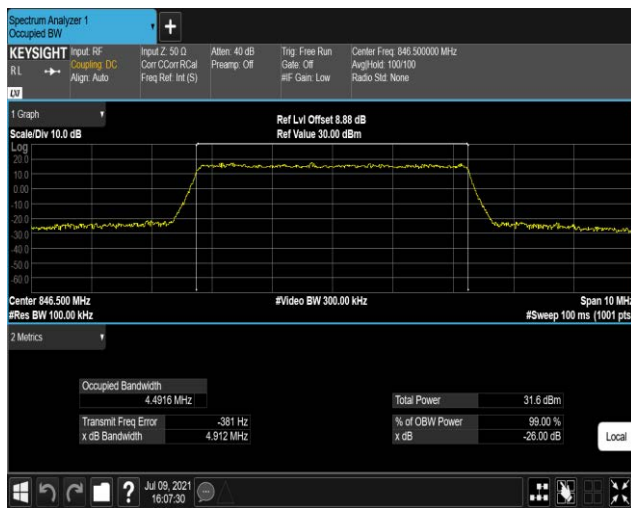 Spectrum Analyzer 1
Occupied BW
+
KEYSIGHT Input: RF Input Z: 50 Ω Atten: 40 dB Trig: Free Run Center Freq: 846.500000 MHz
RL Coupling: DC Corr CCorr RCal Preamp: Off Gate: Off Avg|Hold: 100/100
Align: Auto Freq Ref: Int (S) #IF Gain: Low Radio Std: None
LXI
1 Graph
Ref Lvl Offset 8.88 dB
Scale/Div 10.0 dB Ref Value 30.00 dBm
Log
20.0
10.0
0.00
-10.0
-20.0
-30.0
-40.0
-50.0
-60.0
Center 846.500 MHz #Video BW 300.00 kHz Span 10 MHz
#Res BW 100.00 kHz #Sweep 100 ms (1001 pts
2 Metrics
Occupied Bandwidth
4.4916 MHz Total Power 31.6 dBm
Transmit Freq Error -381 Hz % of OBW Power 99.00 %
x dB Bandwidth 4.912 MHz x dB -26.00 dB
Local
? Jul 09, 2021
16:07:30